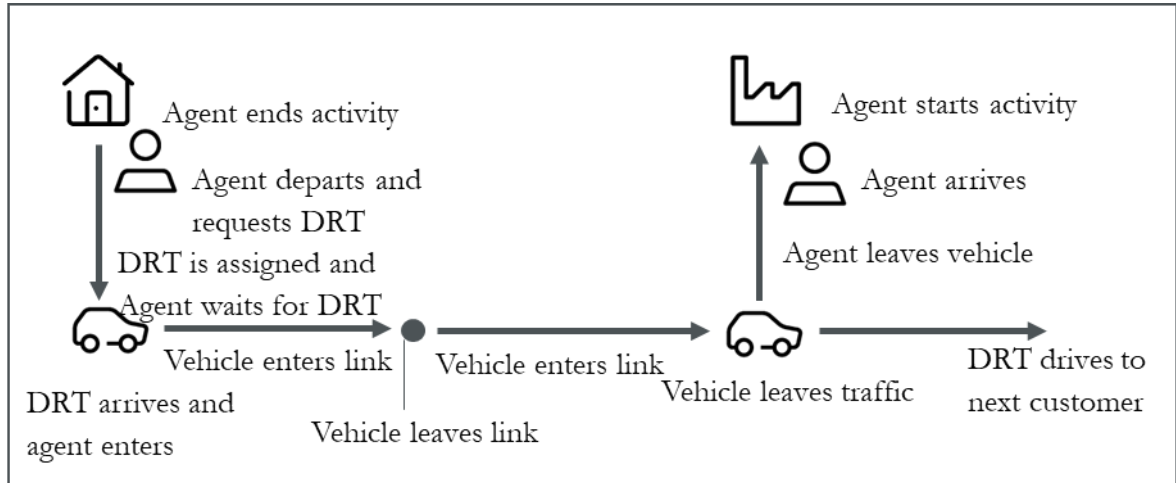 Agent ends activity
Agent departs and
requests DRT
DRT is assigned and
Agent waits for DRT
DRT arrives and
agent enters
Vehicle enters link
Vehicle leaves link
Vehicle enters link
Vehicle leaves traffic
Agent leaves vehicle
Agent arrives
Agent starts activity
DRT drives to
next customer